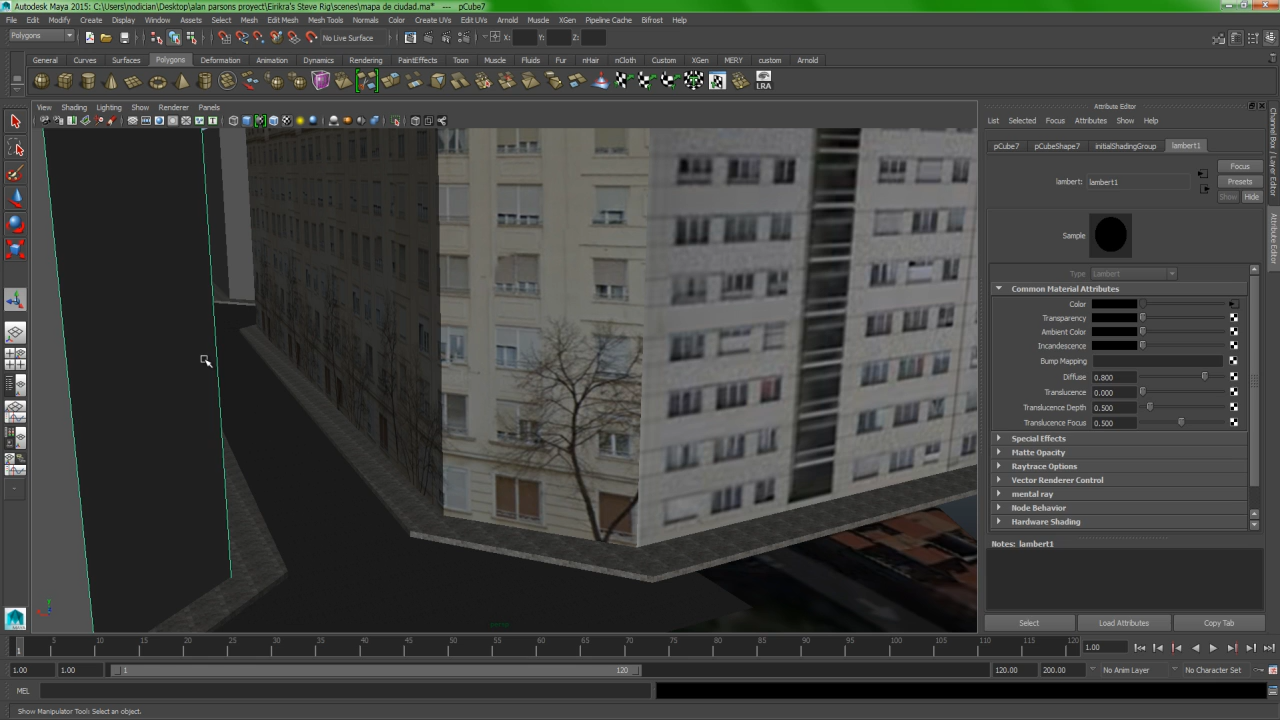 Autodesk Maya 2015: C:\Users\nodician\Desktop\alan parsons proyect\Eirikra's Steve Rig\scenes\mapa de ciudad.ma* --- pCube7
File Edit Modify Create Display Window Assets Select Mesh Edit Mesh Mesh Tools Normals Color Create UVs Edit UVs Arnold Muscle XGen Pipeline Cache Bifrost Help
Polygons No Live Surface X: Y: Z:
General Curves Surfaces Polygons Deformation Animation Dynamics Rendering PaintEffects Toon Muscle Fluids Fur nHair nCloth Custom XGen MERY custom Arnold
LRA
View Shading Lighting Show Renderer Panels
Attribute Editor
List Selected Focus Attributes Show Help
pCube7 pCubeShape7 initialShadingGroup lambert1
Focus
lambert: lambert1 Presets
Show Hide
Sample
Type Lambert
Common Material Attributes
Color
Transparency
Ambient Color
Incandescence
Bump Mapping
Diffuse 0.800
Translucence 0.000
Translucence Depth 0.500
Translucence Focus 0.500
Special Effects
Matte Opacity
Raytrace Options
Vector Renderer Control
mental ray
Node Behavior
Hardware Shading
Notes: lambert1
Select Load Attributes Copy Tab
Channel Box / Layer Editor
Attribute Editor
persp
5 10 15 20 25 30 35 40 45 50 55 60 65 70 75 80 85 90 95 100 105 110 115 120
1 1.00
1.00 1.00 1 120 120.00 200.00 No Anim Layer No Character Set
MEL
Show Manipulator Tool: Select an object.